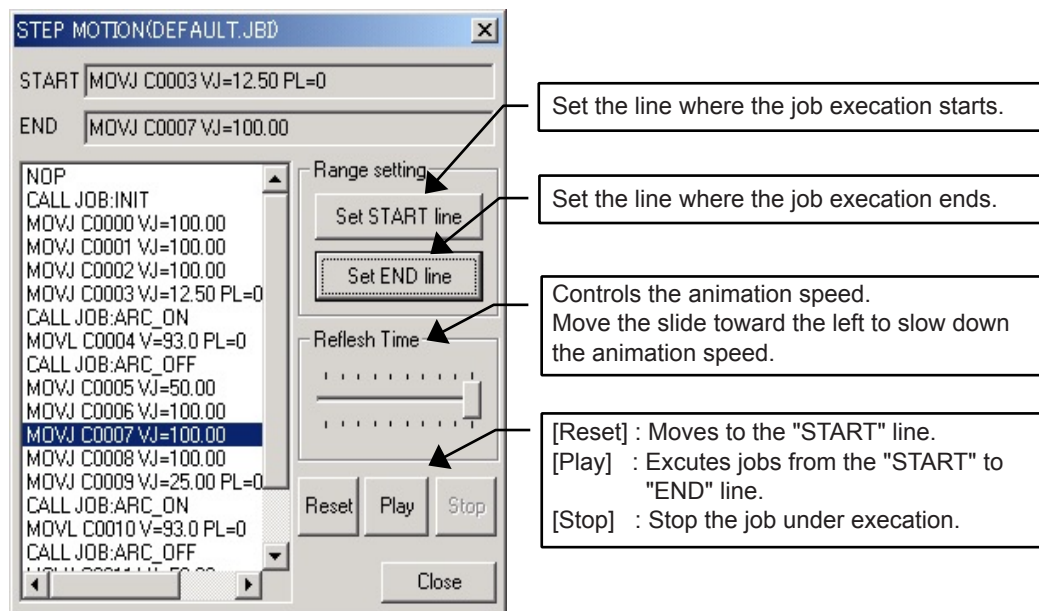 STEP MOTION(DEFAULT.JBI)
START MOVJ C0003 VJ=12.50 PL=0
END MOVJ C0007 VJ=100.00
NOP
CALL JOB:INIT
MOVJ C0000 VJ=100.00
MOVJ C0001 VJ=100.00
MOVJ C0002 VJ=100.00
MOVJ C0003 VJ=12.50 PL=0
CALL JOB:ARC_ON
MOVL C0004 V=93.0 PL=0
CALL JOB:ARC_OFF
MOVJ C0005 VJ=50.00
MOVJ C0006 VJ=100.00
MOVJ C0007 VJ=100.00
MOVJ C0008 VJ=100.00
MOVJ C0009 VJ=25.00 PL=0
CALL JOB:ARC_ON
MOVL C0010 V=93.0 PL=0
CALL JOB:ARC_OFF
Range setting
Set START line
Set END line
Reflesh Time
Reset Play Stop
Close
Set the line where the job execation starts.
Set the line where the job execation ends.
Controls the animation speed.
Move the slide toward the left to slow down
the animation speed.
[Reset] : Moves to the "START" line.
[Play] : Excutes jobs from the "START" to
"END" line.
[Stop] : Stop the job under execation.